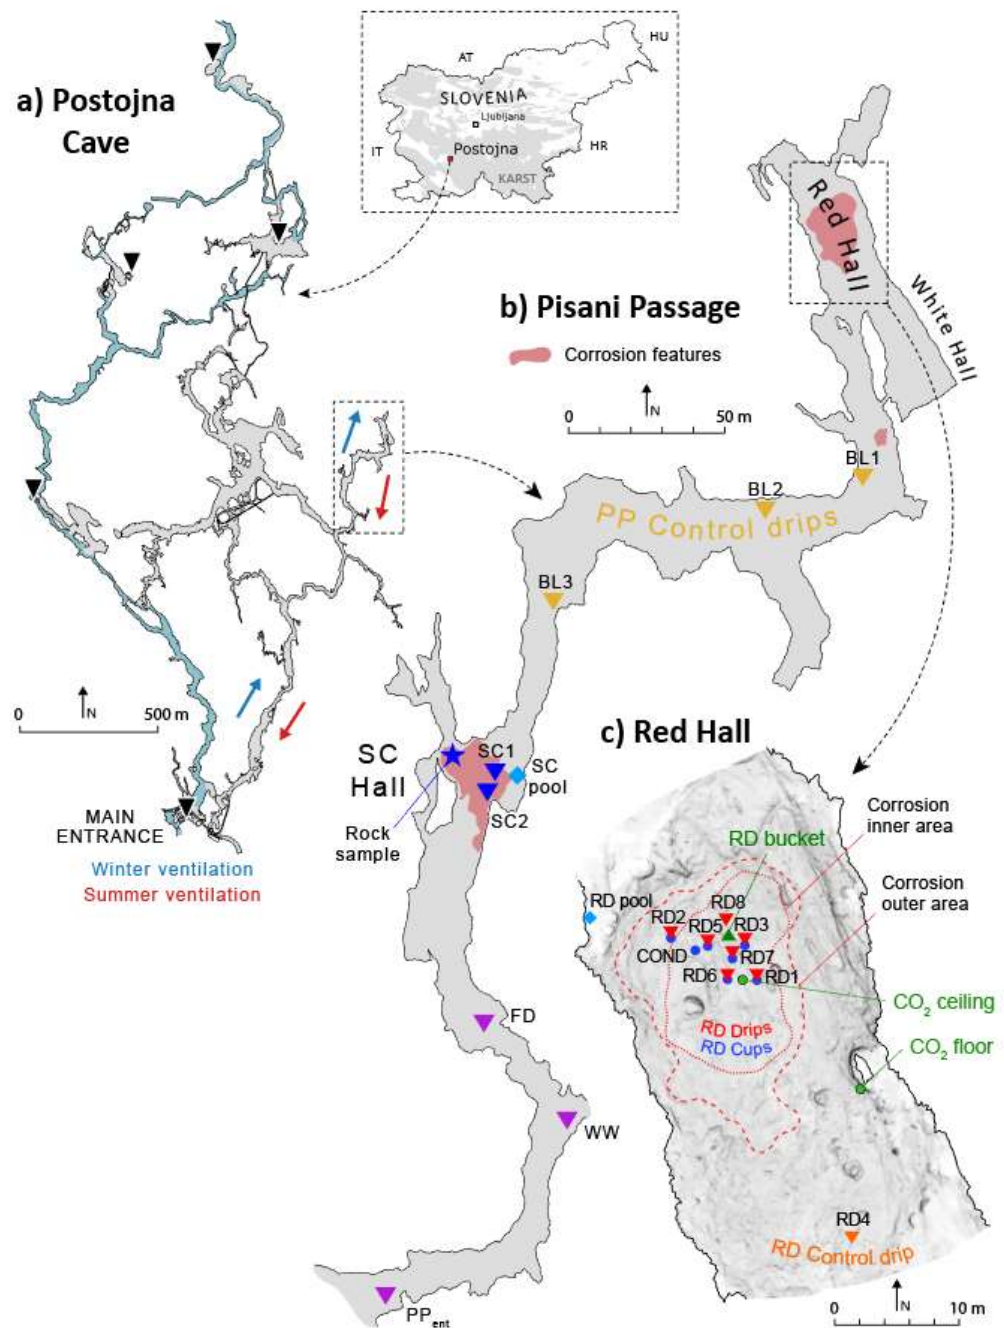 a) Postojna
Cave
AT
HU
SLOVENIA
Ljubljana
IT
Postojna
HR
KARST
Red Hall
White Hall
b) Pisani Passage
Corrosion features
N
0 50 m
BL1
BL2
PP Control drips
BL3
N
0 500 m
MAIN
ENTRANCE
Winter ventilation
Summer ventilation
SC
Hall
SC1
SC
pool
SC2
Rock
sample
FD
WW
PPent
c) Red Hall
Corrosion
inner area
RD bucket
Corrosion
outer area
RD pool
RD8
RD2
RD5
RD3
COND
RD7
RD6
RD1
CO2 ceiling
RD Drips
RD Cups
CO2 floor
RD4
RD Control drip
N
0 10 m